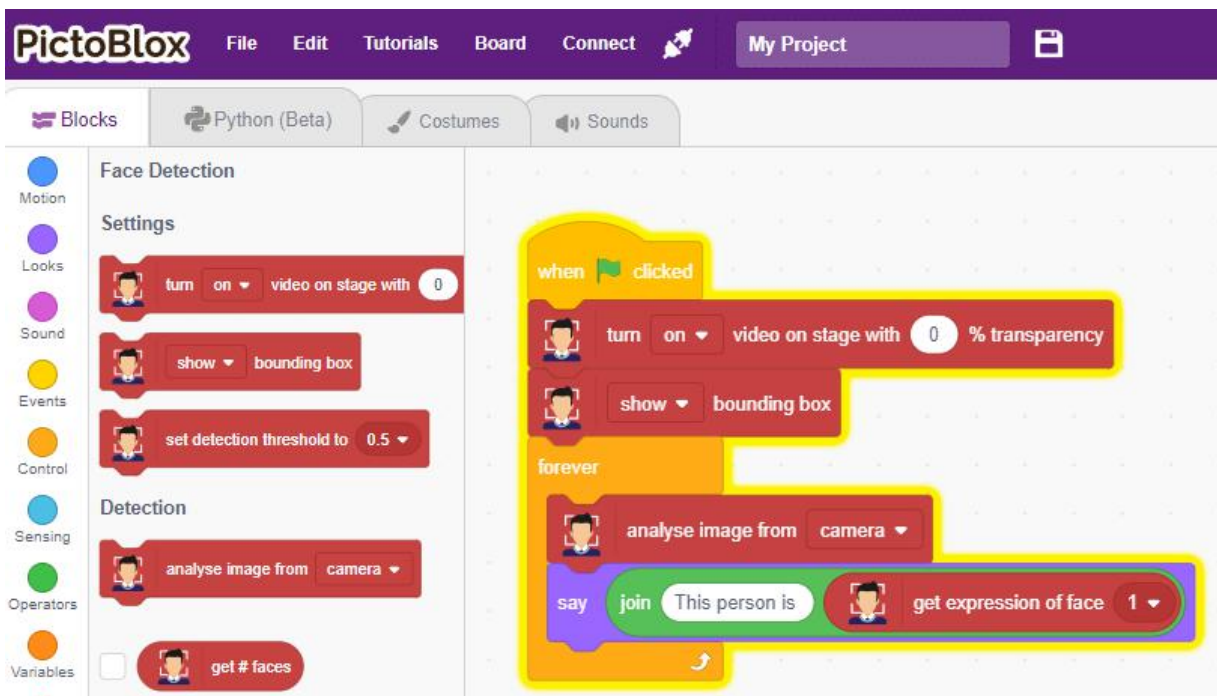 PictoBlox File Edit Tutorials Board Connect My Project
Blocks Python (Beta) Costumes Sounds
Motion
Looks
Sound
Events
Control
Sensing
Operators
Variables
Face Detection
Settings
turn on video on stage with 0
show bounding box
set detection threshold to 0.5
Detection
analyse image from camera
get # faces
when clicked
turn on video on stage with 0 % transparency
show bounding box
forever
analyse image from camera
say join This person is get expression of face 1